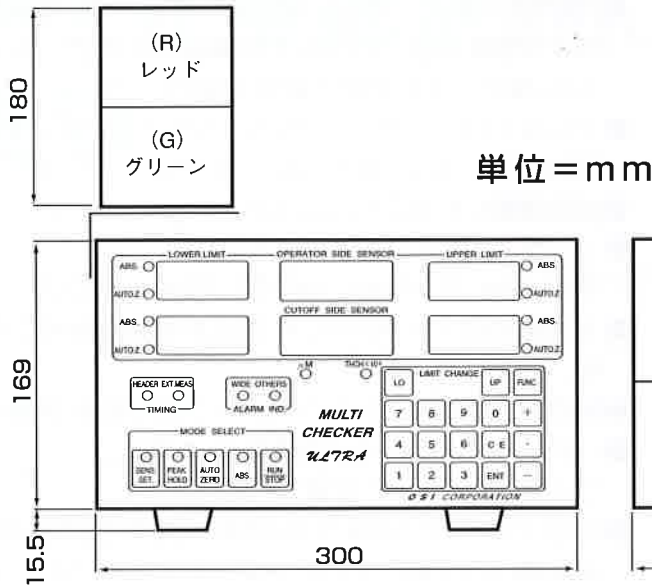 180
(R)
レッド
(G)
グリーン
単位=mm
169
15.5
300
LOWER LIMIT
OPERATOR SIDE SENSOR
UPPER LIMIT
ABS.
ABS.
AUTO.Z
AUTO.Z
CUTOFF SIDE SENSOR
ABS.
ABS.
AUTO.Z
AUTO.Z
HEADER EXT MEAS
TIMING
WIDE OTHERS
ALARM IND.
MULTI
CHECKER
ULTRA
MODE SELECT
SENS.
SET.
PEAK
HOLD
AUTO
ZERO
ABS.
RUN
STOP
LO
LIMIT CHANGE
UP
FUNC
7 8 9 0 +
4 5 6 C E ·
1 2 3 ENT −
OSI CORPORATION